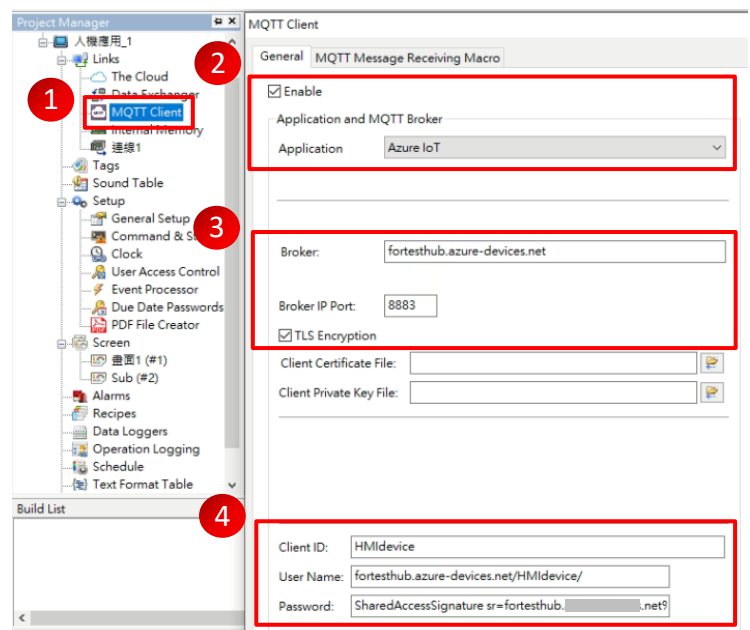 Project Manager
人機應用_1
Links
The Cloud
Data Exchanger
MQTT Client
Internal Memory
連線1
Tags
Sound Table
Setup
General Setup
Command & S
Clock
User Access Control
Event Processor
Due Date Passwords
PDF File Creator
Screen
畫面1 (#1)
Sub (#2)
Alarms
Recipes
Data Loggers
Operation Logging
Schedule
Text Format Table
Build List
1
2
3
4
MQTT Client
General MQTT Message Receiving Macro
Enable
Application and MQTT Broker
Application Azure IoT
Broker: fortesthub.azure-devices.net
Broker IP Port: 8883
TLS Encryption
Client Certificate File:
Client Private Key File:
Client ID: HMIdevice
User Name: fortesthub.azure-devices.net/HMIdevice/
Password: SharedAccessSignature sr=fortesthub. .net